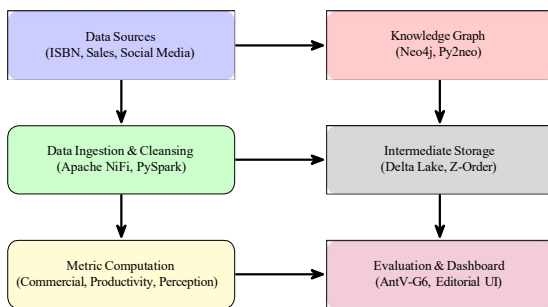 Data Sources
(ISBN, Sales, Social Media)
Knowledge Graph
(Neo4j, Py2neo)
Data Ingestion & Cleansing
(Apache NiFi, PySpark)
Intermediate Storage
(Delta Lake, Z-Order)
Metric Computation
(Commercial, Productivity, Perception)
Evaluation & Dashboard
(AntV-G6, Editorial UI)